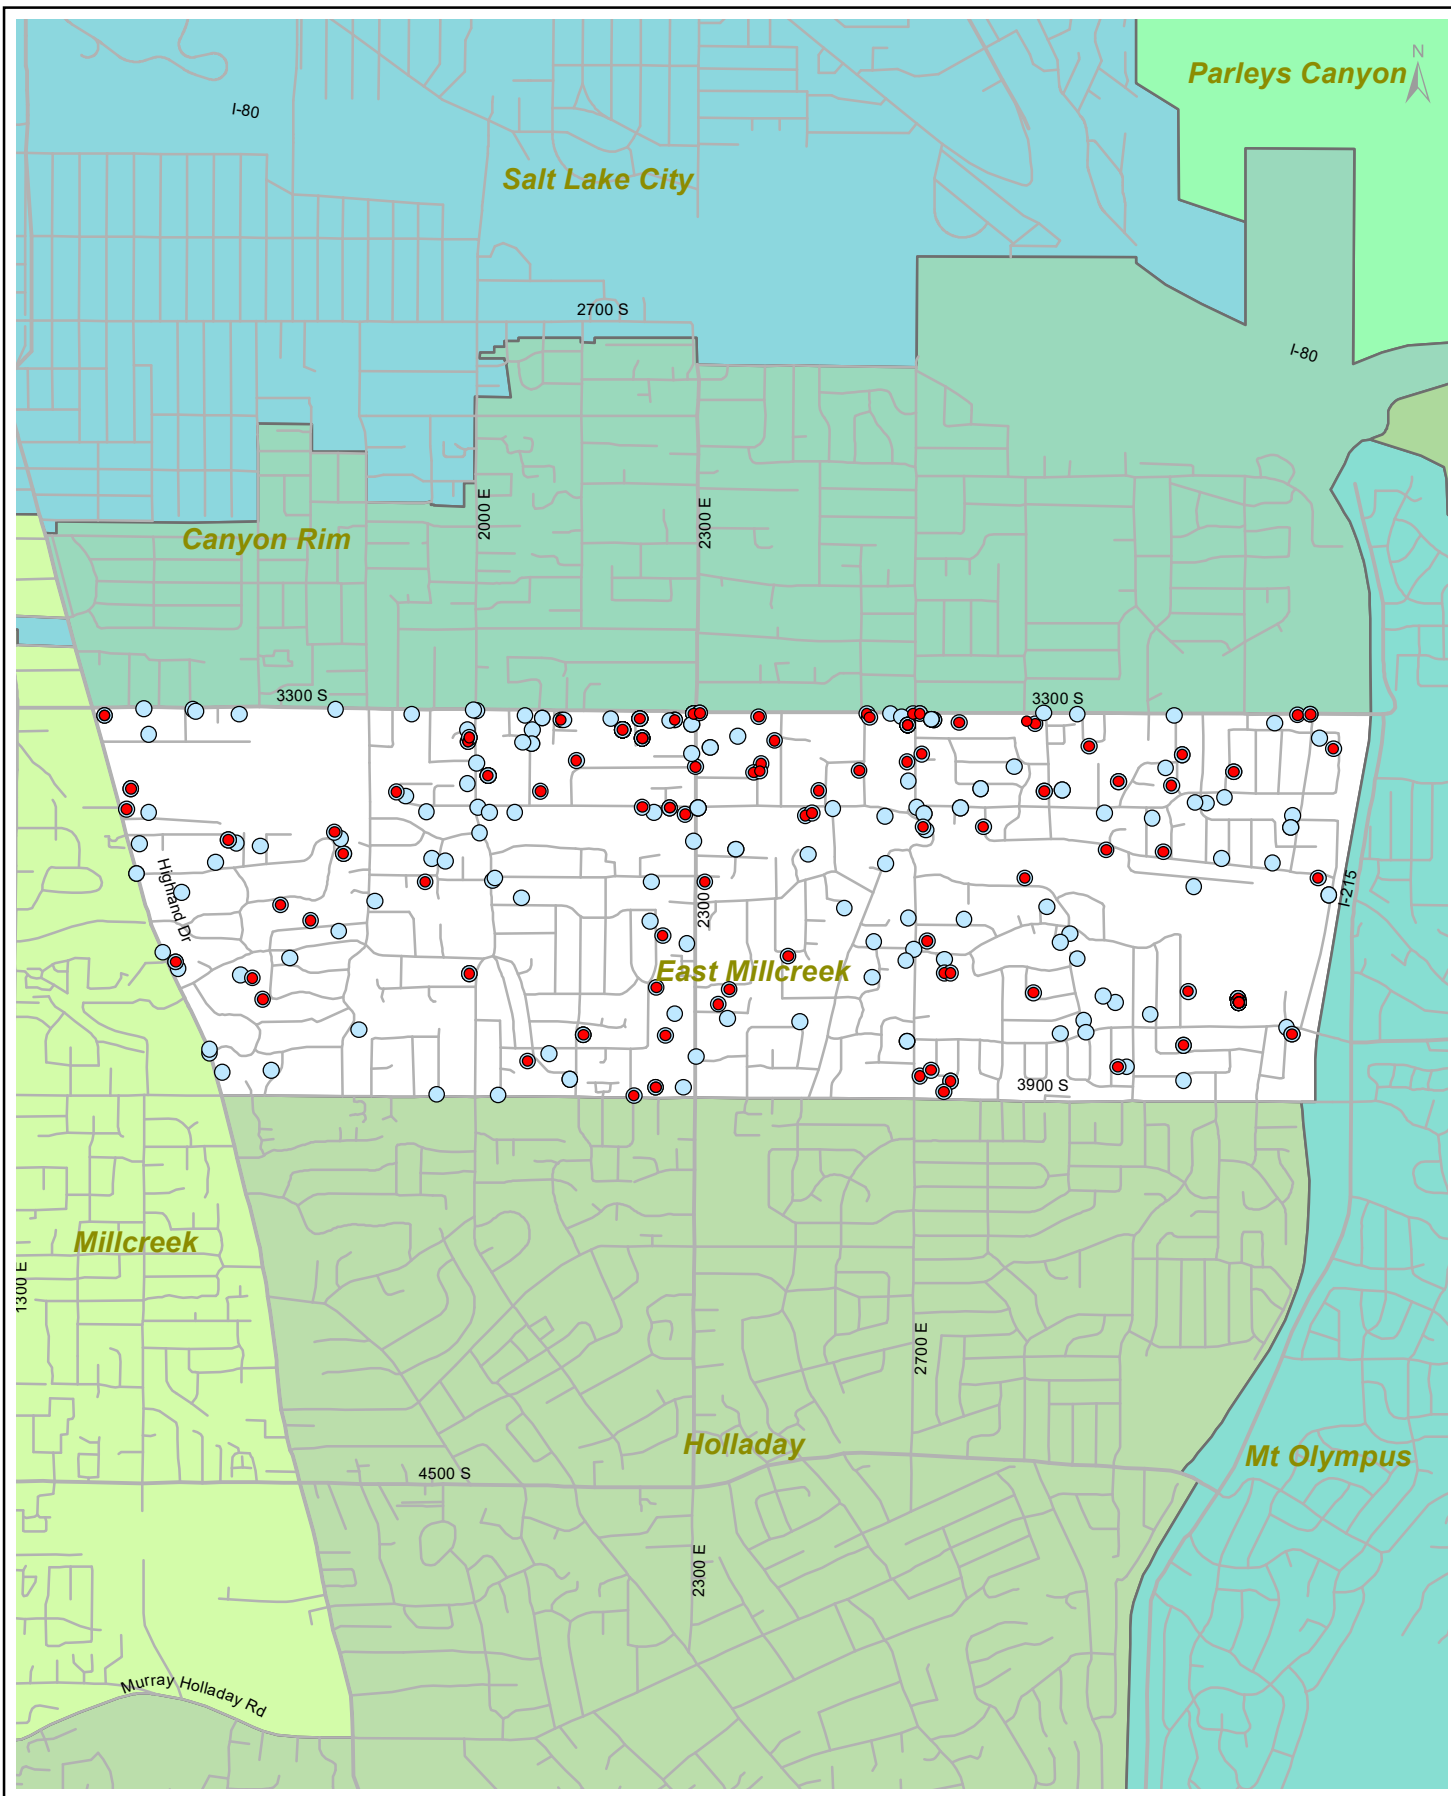 Parleys Canyon
N
I-80
Salt Lake City
2700 S
I-80
2000 E
2300 E
Canyon Rim
3300 S
3300 S
Highland Dr
I-215
2300 E
East Millcreek
3900 S
Millcreek
1300 E
2700 E
Holladay
Mt Olympus
4500 S
2300 E
Murray Holladay Rd